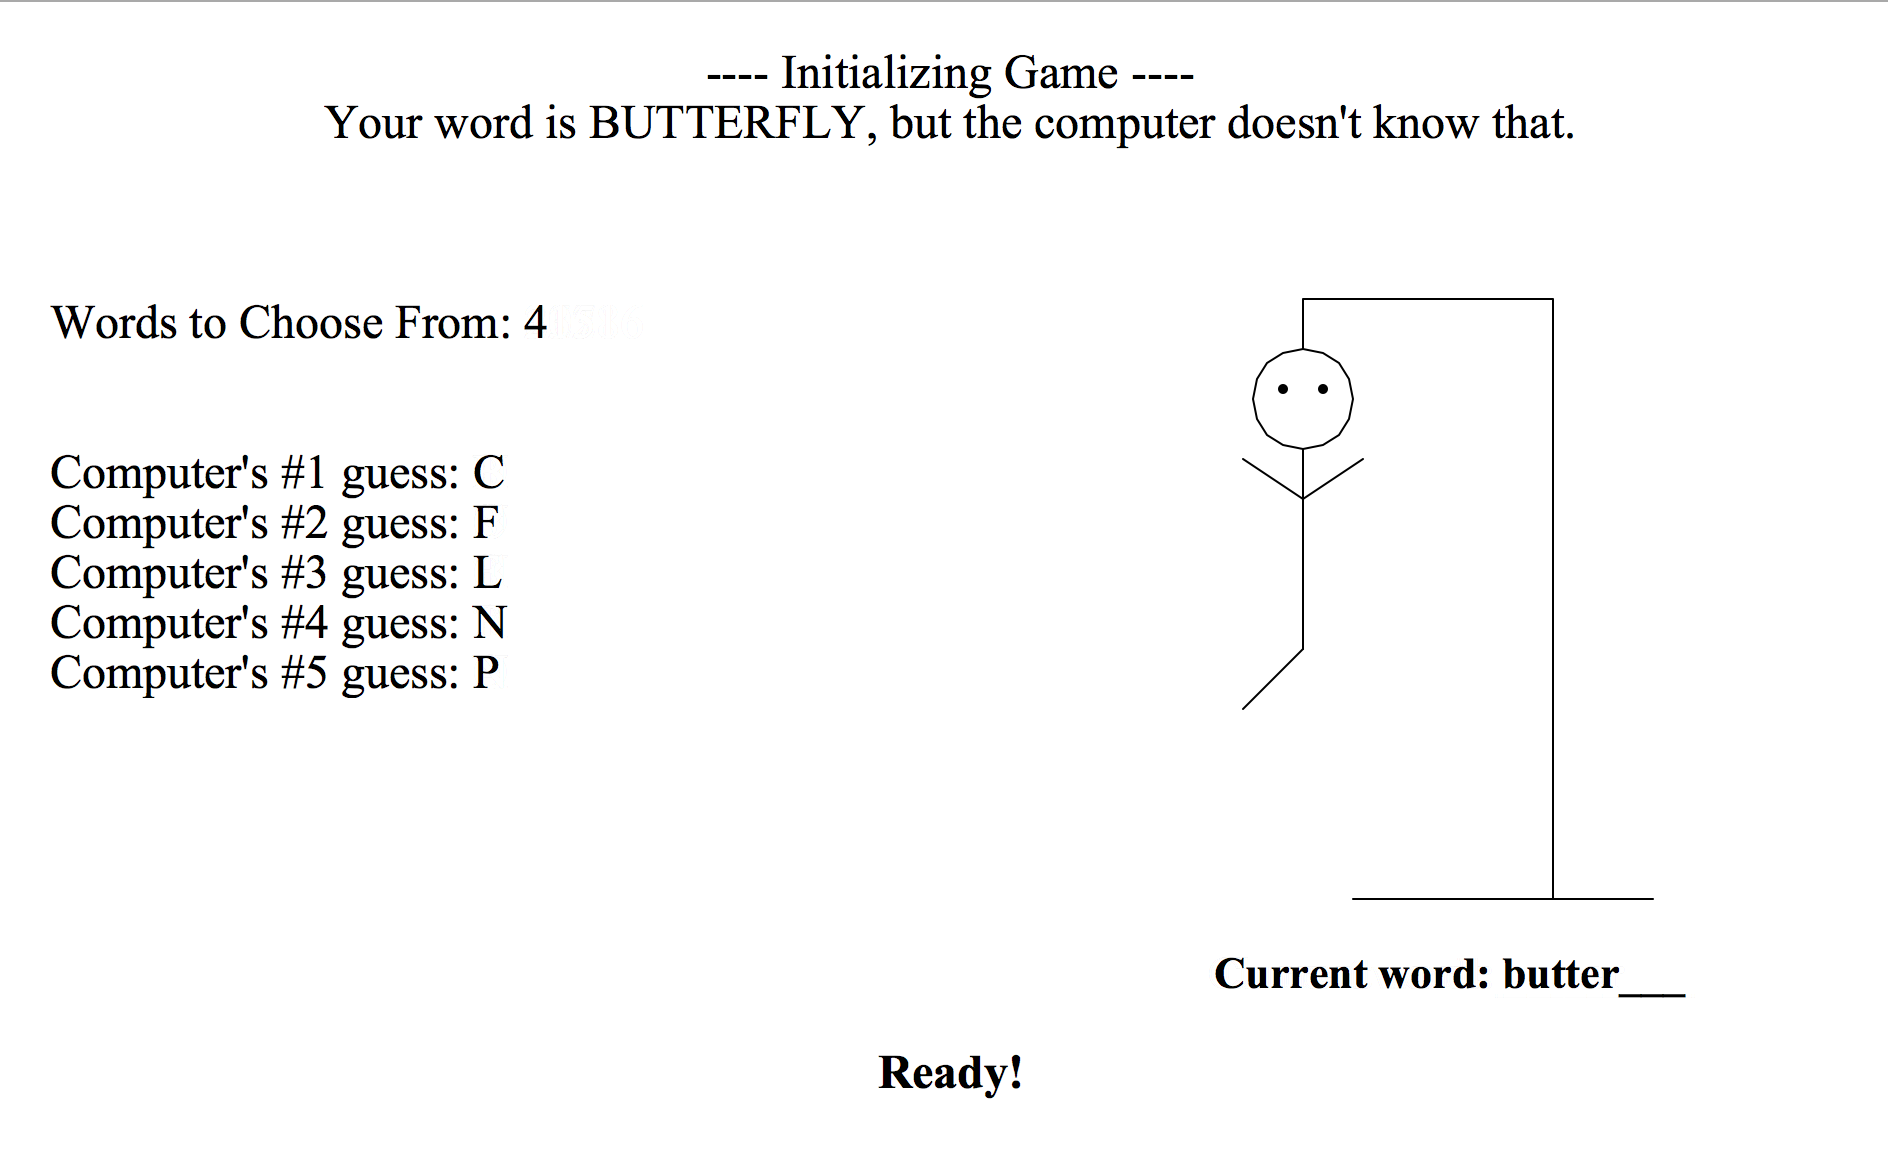 ---- Initializing Game ----
Your word is BUTTERFLY, but the computer doesn't know that.
Words to Choose From: 4
Computer's #1 guess: C
Computer's #2 guess: F
Computer's #3 guess: L
Computer's #4 guess: N
Computer's #5 guess: P
Current word: butter___
Ready!